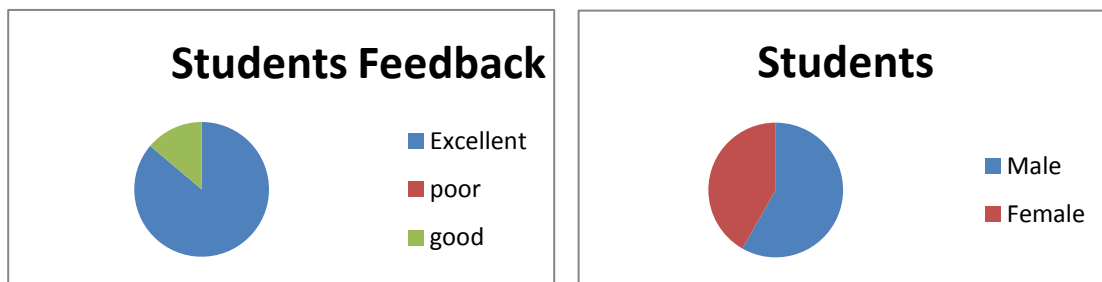 Students Feedback
Excellent
poor
good
Students
Male
Female